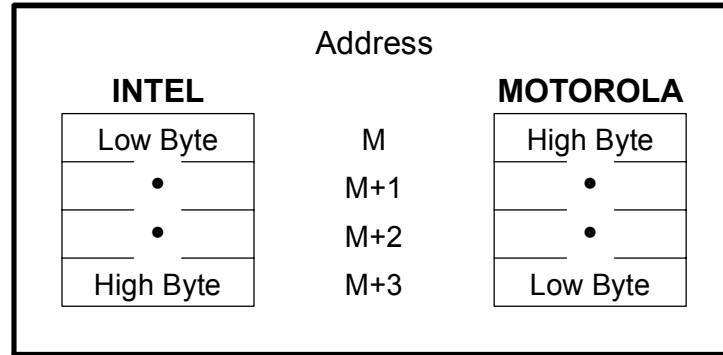 Address
INTEL MOTOROLA
Low Byte M High Byte
• M+1 •
• M+2 •
High Byte M+3 Low Byte